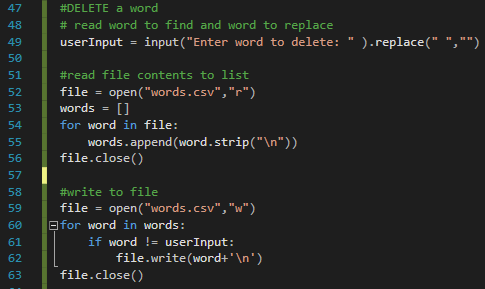 47 #DELETE a word
48 # read word to find and word to replace
49 userInput = input("Enter word to delete: " ).replace(" ","")
50
51 #read file contents to list
52 file = open("words.csv","r")
53 words = []
54 for word in file:
55     words.append(word.strip("\n"))
56 file.close()
57
58 #write to file
59 file = open("words.csv","w")
60 for word in words:
61     if word != userInput:
62         file.write(word+'\n')
63 file.close()